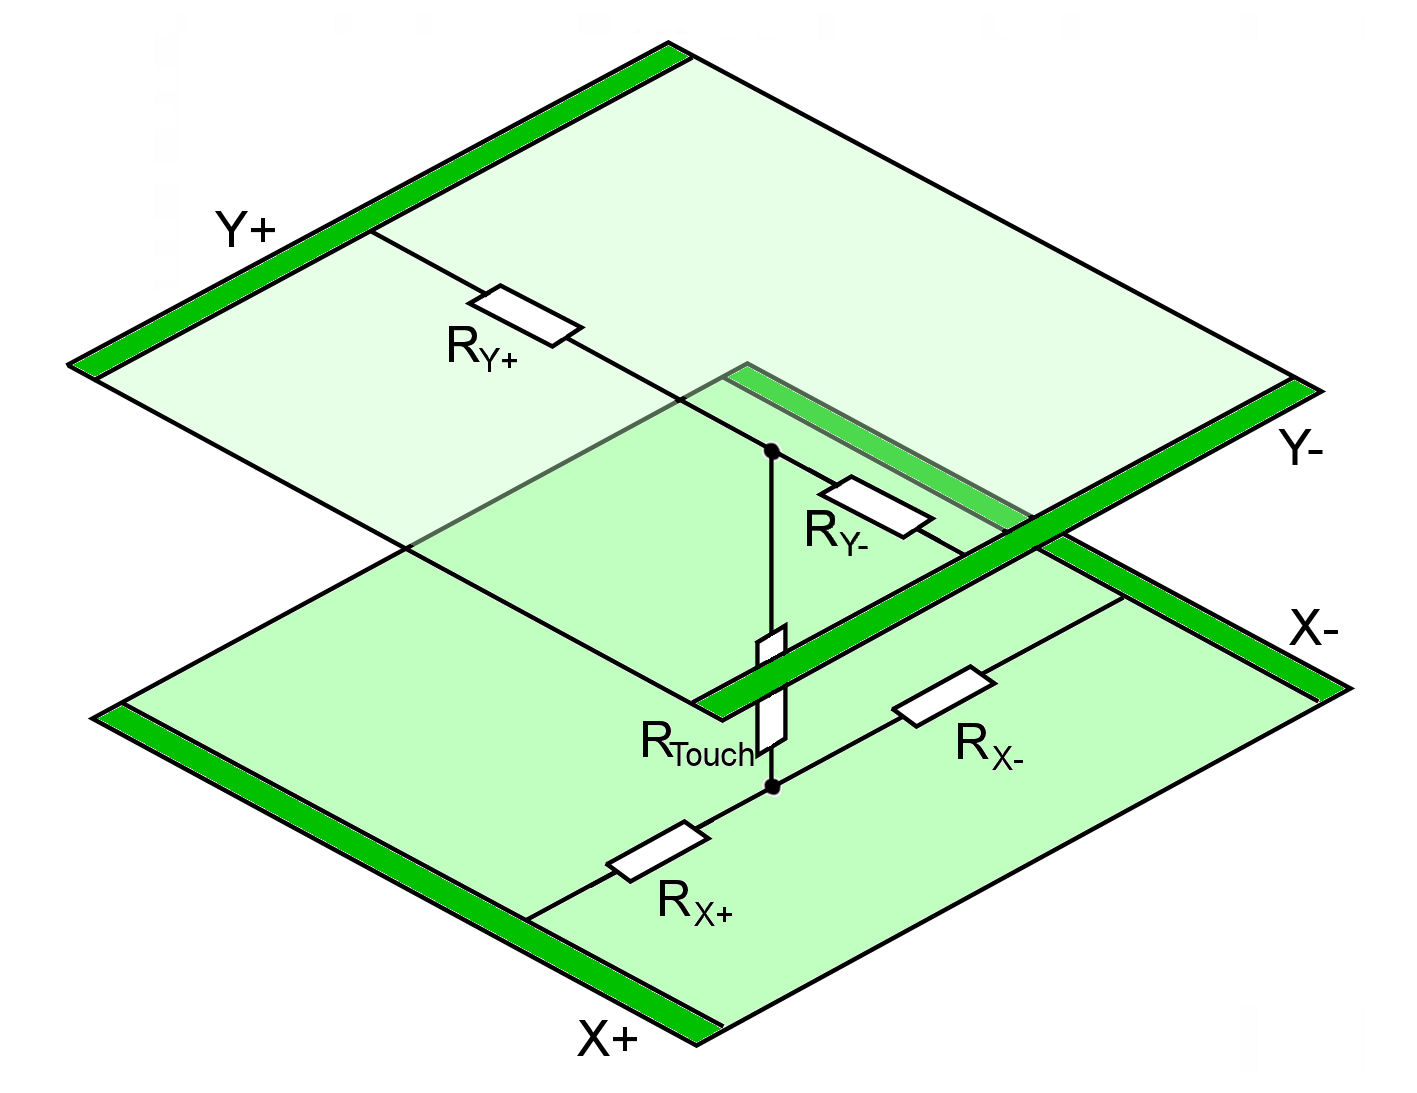 Y+
RY+
Y-
RY-
X-
RTouch
RX-
RX+
X+